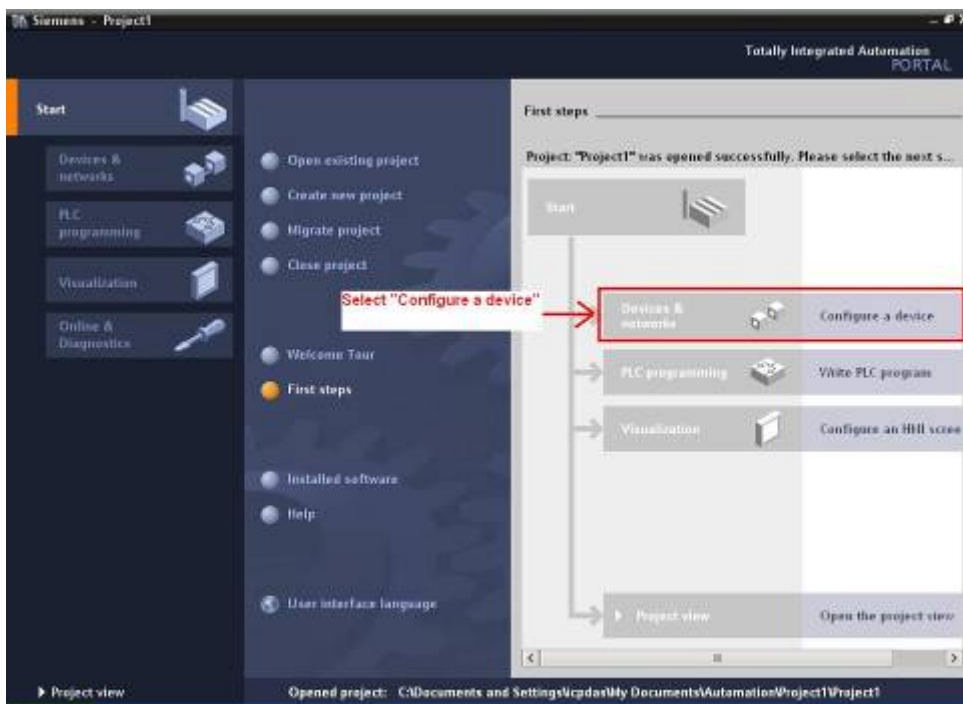 Siemens - Project1
Totally Integrated Automation
PORTAL
Start
Devices &
networks
PLC
programming
Visualization
Online &
Diagnostics
Project view
Open existing project
Create new project
Migrate project
Close project
Welcome Tour
First steps
Installed software
Help
User interface language
First steps
Project: "Project1" was opened successfully. Please select the next s...
Start
Select "Configure a device"
Devices &
networks
Configure a device
PLC programming
Write PLC program
Visualization
Configure an HMI scree
Project view
Open the project view
Opened project: C:\Documents and Settings\icpdas\My Documents\Automation\Project1\Project1